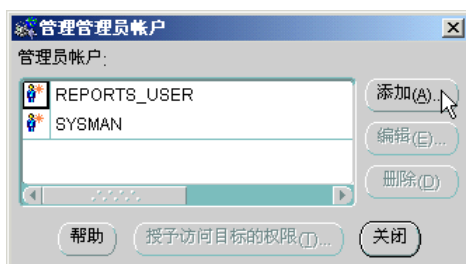 管理管理员帐户
管理员帐户:
REPORTS_USER
SYSMAN
添加(A)...
编辑(E)...
删除(D)
帮助
授予访问目标的权限(T)...
关闭